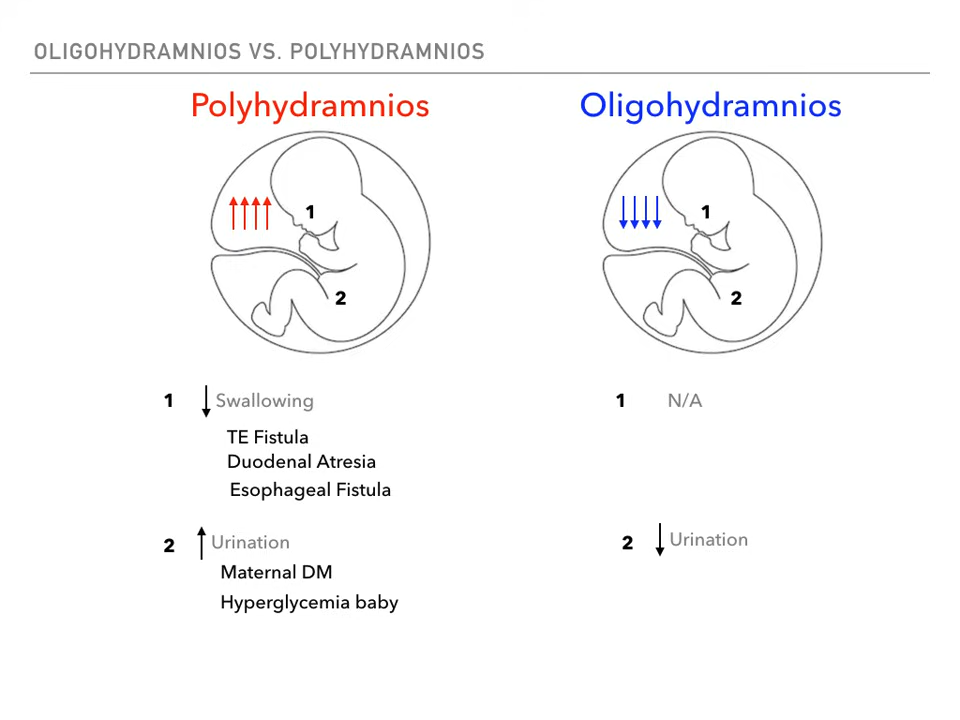 OLIGOHYDRAMNIOS VS. POLYHYDRAMNIOS
Polyhydramnios
1
2
1 Swallowing
TE Fistula
Duodenal Atresia
Esophageal Fistula
2 Urination
Maternal DM
Hyperglycemia baby
Oligohydramnios
1
2
1 N/A
2 Urination